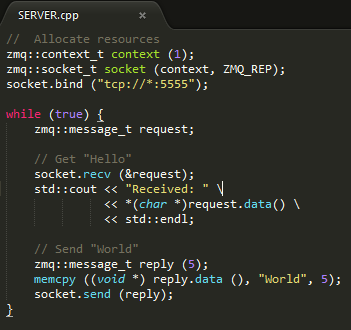 SERVER.cpp ×
//  Allocate resources
zmq::context_t context (1);
zmq::socket_t socket (context, ZMQ_REP);
socket.bind ("tcp://*:5555");
while (true) {
    zmq::message_t request;
    // Get "Hello"
    socket.recv (&request);
    std::cout << "Received: " \
            << *(char *)request.data() \
            << std::endl;
    // Send "World"
    zmq::message_t reply (5);
    memcpy ((void *) reply.data (), "World", 5);
    socket.send (reply);
}